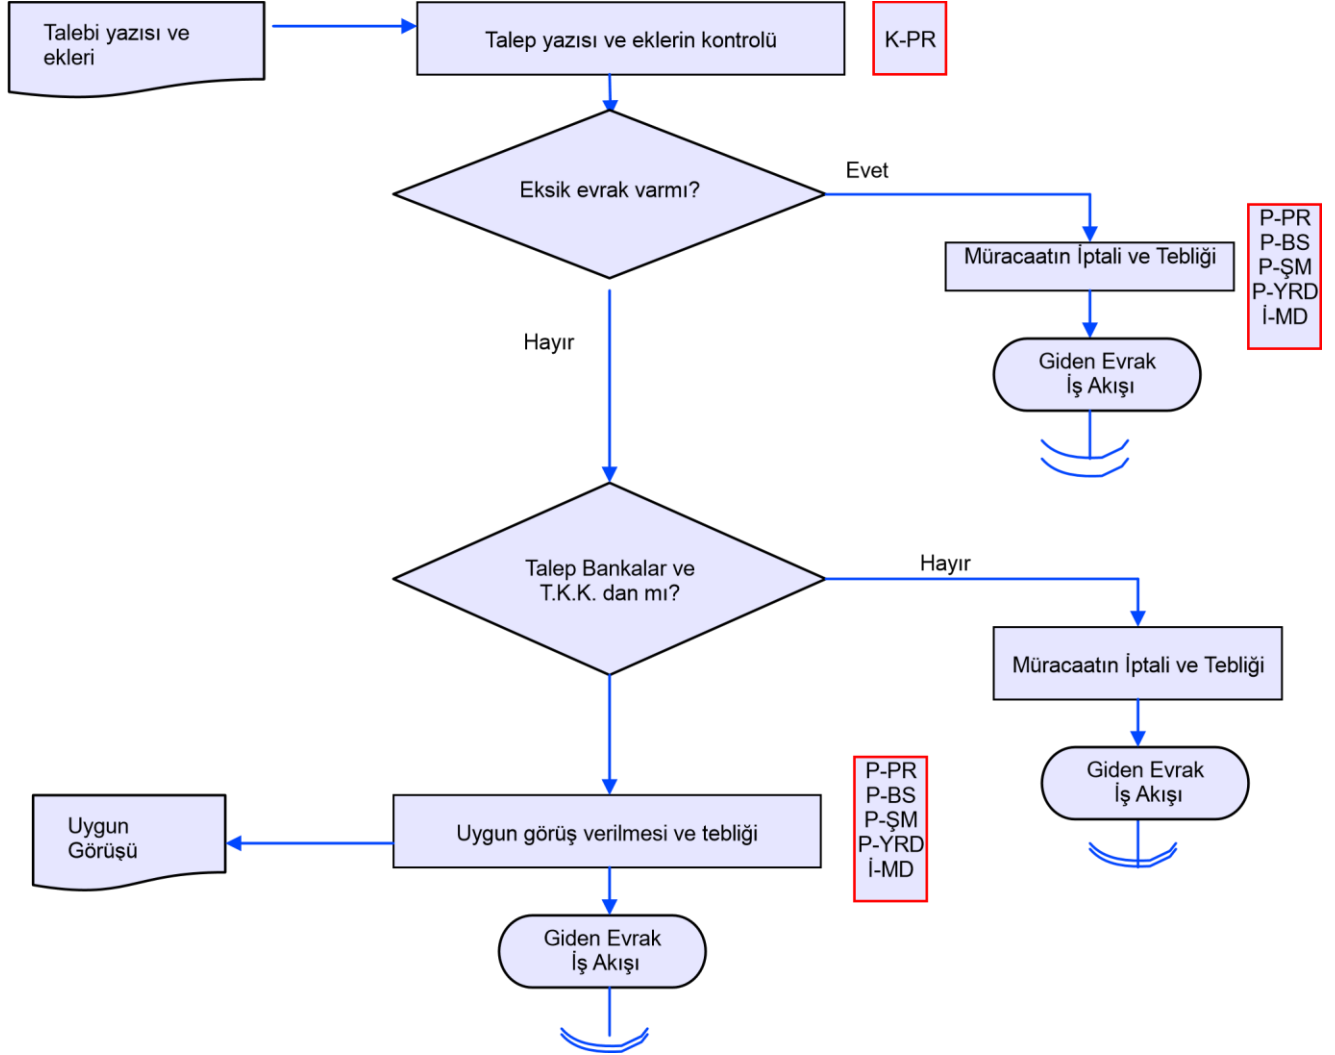 Talebi yazısı ve
ekleri
Talep yazısı ve eklerin kontrolü
K-PR
Eksik evrak varmı?
Evet
Müracaatın İptali ve Tebliği
P-PR
P-BS
P-ŞM
P-YRD
İ-MD
Giden Evrak
İş Akışı
Hayır
Talep Bankalar ve
T.K.K. dan mı?
Hayır
Müracaatın İptali ve Tebliği
Giden Evrak
İş Akışı
Uygun görüş verilmesi ve tebliği
P-PR
P-BS
P-ŞM
P-YRD
İ-MD
Uygun
Görüşü
Giden Evrak
İş Akışı